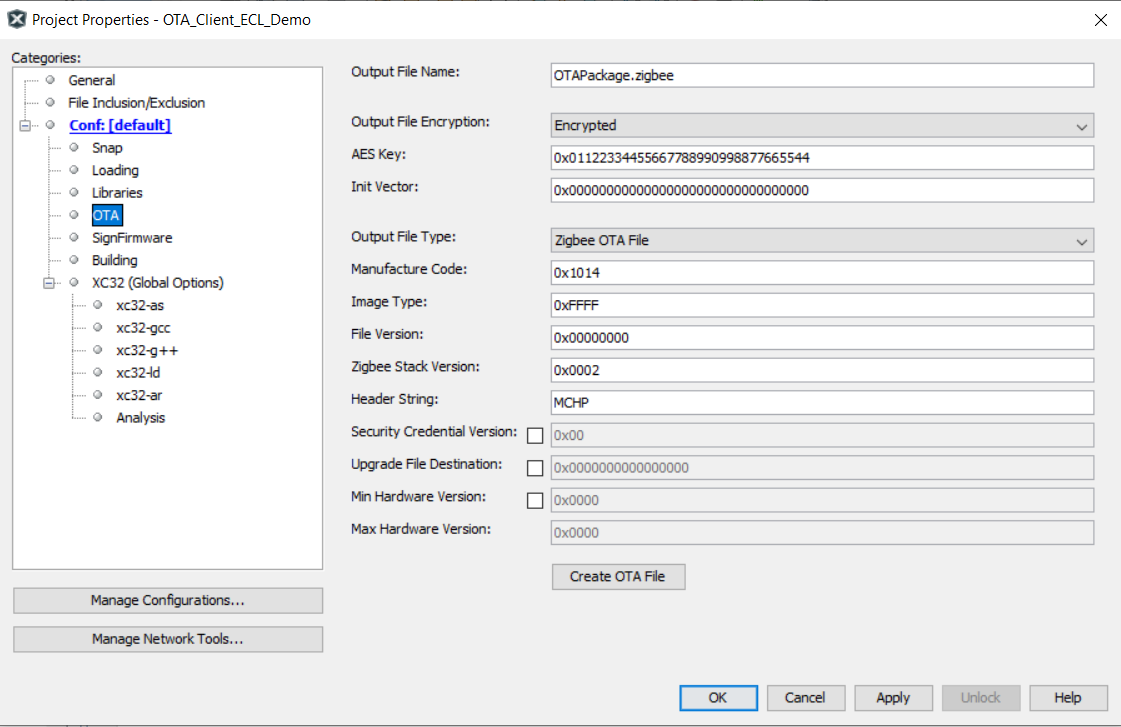 Project Properties - OTA_Client_ECL_Demo
Categories:
General
File Inclusion/Exclusion
Conf: [default]
Snap
Loading
Libraries
OTA
SignFirmware
Building
XC32 (Global Options)
xc32-as
xc32-gcc
xc32-g++
xc32-ld
xc32-ar
Analysis
Manage Configurations...
Manage Network Tools...
Output File Name: OTAPackage.zigbee
Output File Encryption: Encrypted
AES Key: 0x01122334455667788990998877665544
Init Vector: 0x00000000000000000000000000000000
Output File Type: Zigbee OTA File
Manufacture Code: 0x1014
Image Type: 0xFFFF
File Version: 0x00000000
Zigbee Stack Version: 0x0002
Header String: MCHP
Security Credential Version: 0x00
Upgrade File Destination: 0x0000000000000000
Min Hardware Version: 0x0000
Max Hardware Version: 0x0000
Create OTA File
OK Cancel Apply Unlock Help